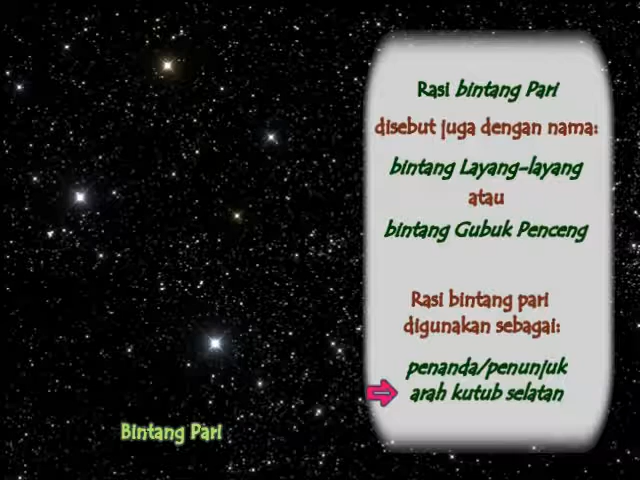 Rasi bintang Pari
disebut juga dengan nama:
bintang Layang-layang
atau
bintang Gubuk Penceng
Rasi bintang pari
digunakan sebagai:
penanda/penunjuk
arah kutub selatan
Bintang Pari